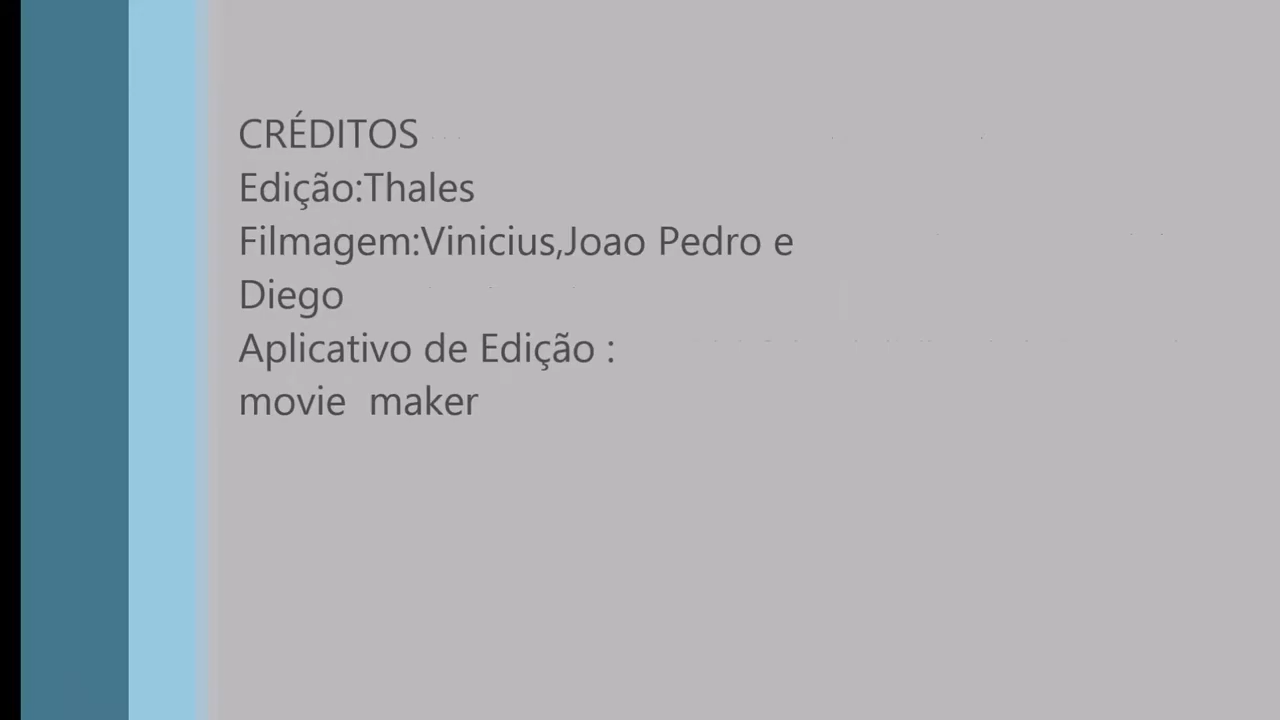 CRÉDITOS
Edição:Thales
Filmagem:Vinicius,Joao Pedro e
Diego
Aplicativo de Edição :
movie  maker